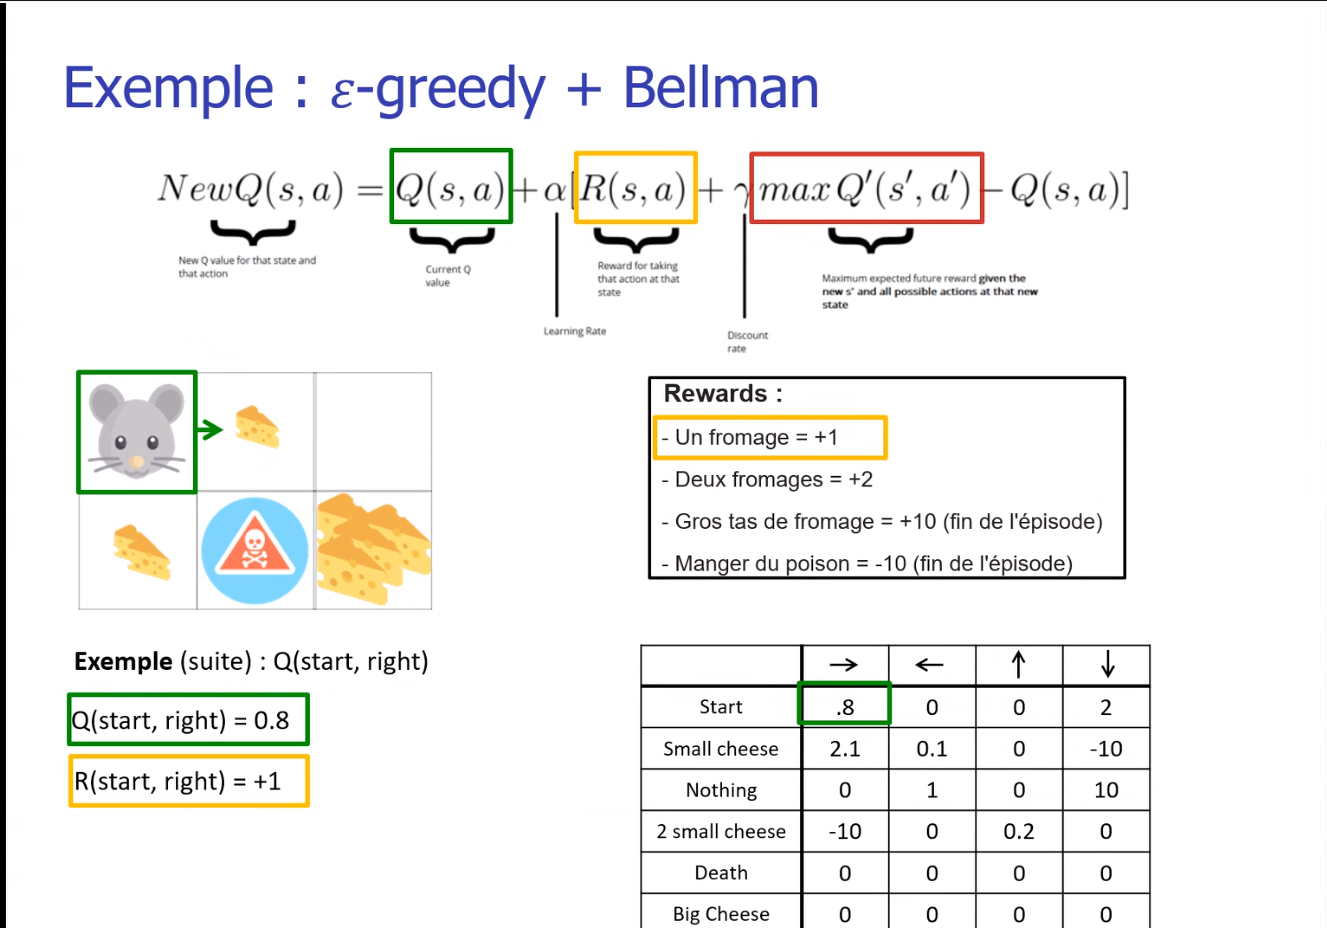 Exemple : ε-greedy + Bellman
NewQ(s, a) = Q(s, a) + α[R(s, a) + γ max Q′(s′, a′) − Q(s, a)]
New Q value for that state and
that action
Current Q
value
Reward for taking
that action at that
state
Maximum expected future reward given the
new s' and all possible actions at that new
state
Learning Rate
Discount
rate
Rewards :
- Un fromage = +1
- Deux fromages = +2
- Gros tas de fromage = +10 (fin de l'épisode)
- Manger du poison = -10 (fin de l'épisode)
Exemple (suite) : Q(start, right)
Q(start, right) = 0.8
R(start, right) = +1
→ ← ↑ ↓
Start .8 0 0 2
Small cheese 2.1 0.1 0 -10
Nothing 0 1 0 10
2 small cheese -10 0 0.2 0
Death 0 0 0 0
Big Cheese 0 0 0 0